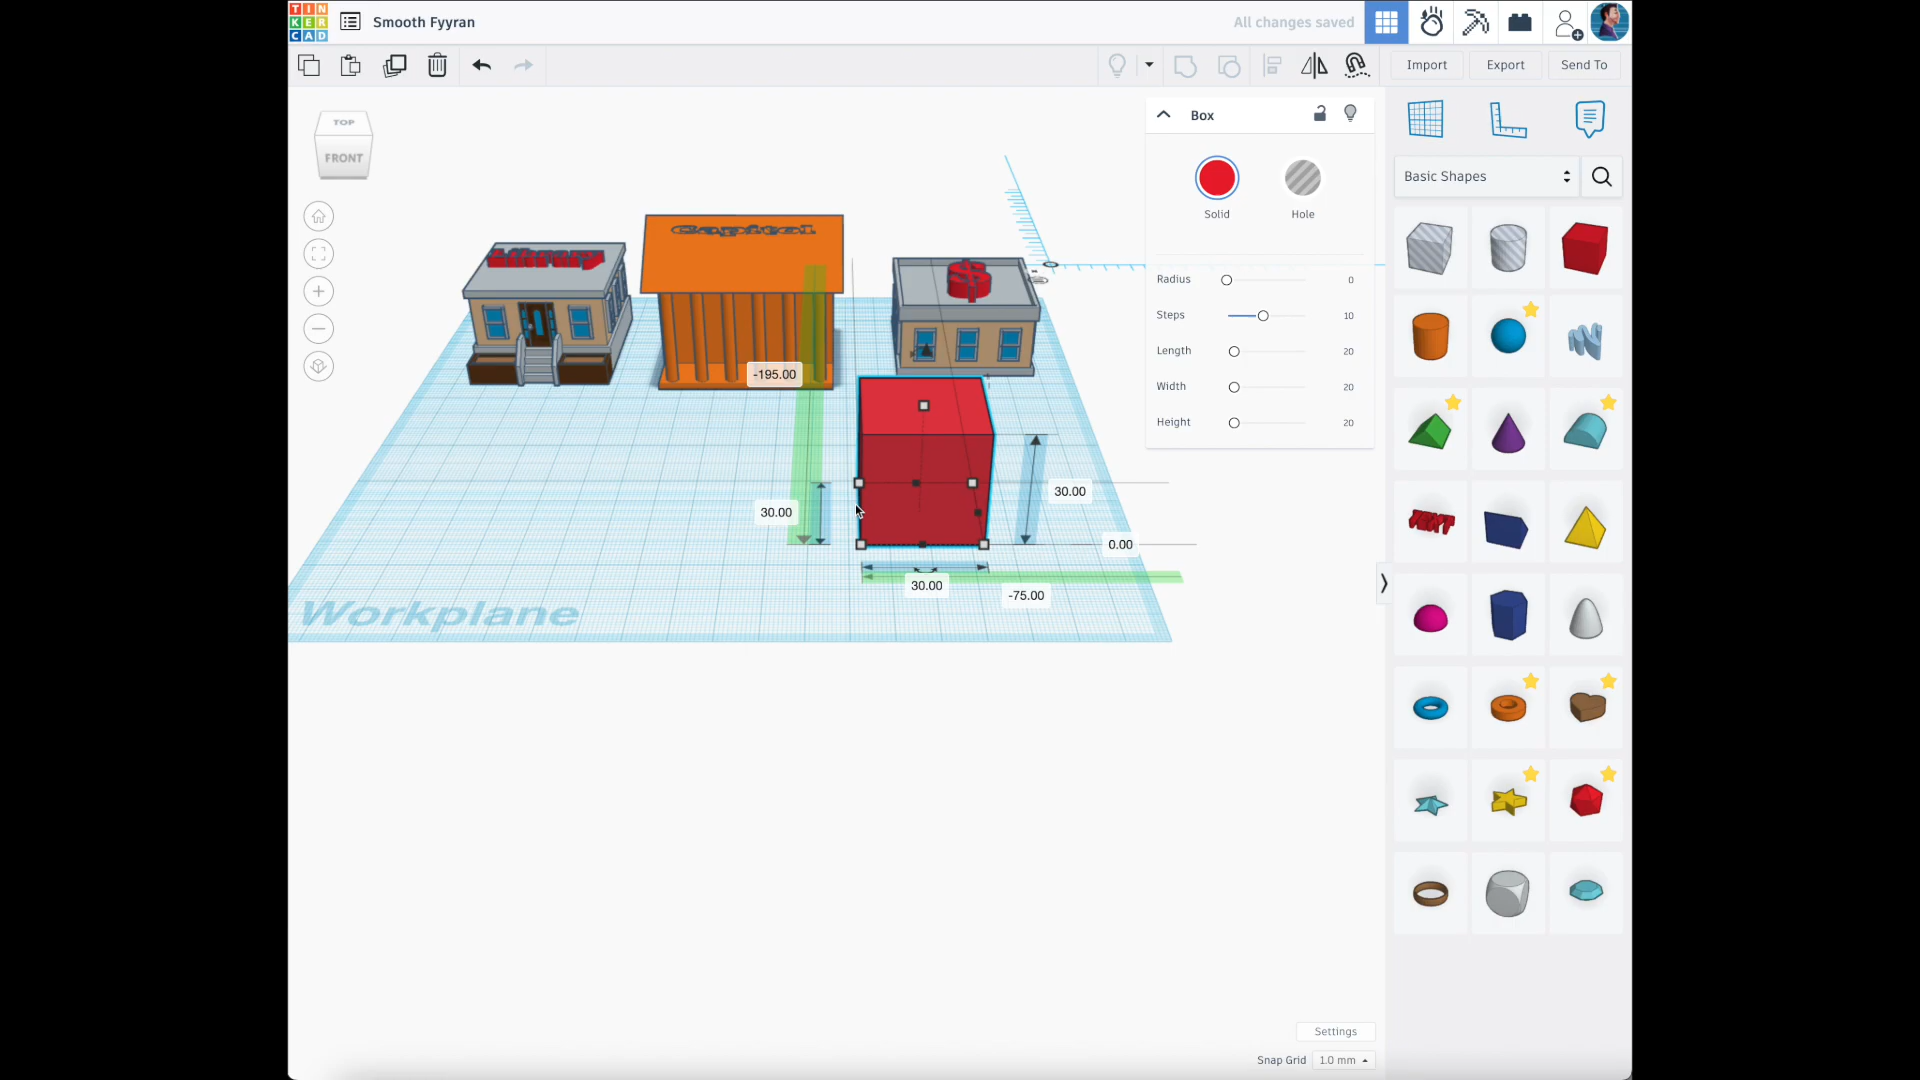 TIN
KER
CAD
Smooth Fyyran
All changes saved
Import
Export
Send To
TOP
FRONT
Box
Solid
Hole
Radius 0
Steps 10
Length 20
Width 20
Height 20
Basic Shapes
Library
Capitol
$
-195.00
30.00
30.00
0.00
30.00
-75.00
Workplane
TEXT
Settings
Snap Grid 1.0 mm